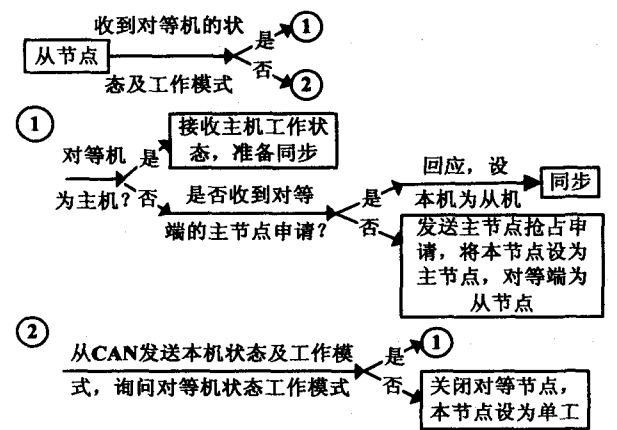 收到对等机的状
是
①
从节点
否
态及工作模式
②
①
对等机
是
接收主机工作状
态，准备同步
为主机？
否
是否收到对等
端的主节点申请？
是
回应，设
本机为从机
同步
否
发送主节点抢占申
请，将本节点设为
主节点，对等端为
从节点
②
从CAN发送本机状态及工作模
式，询问对等机状态工作模式
是
①
否
关闭对等节点，
本节点设为单工